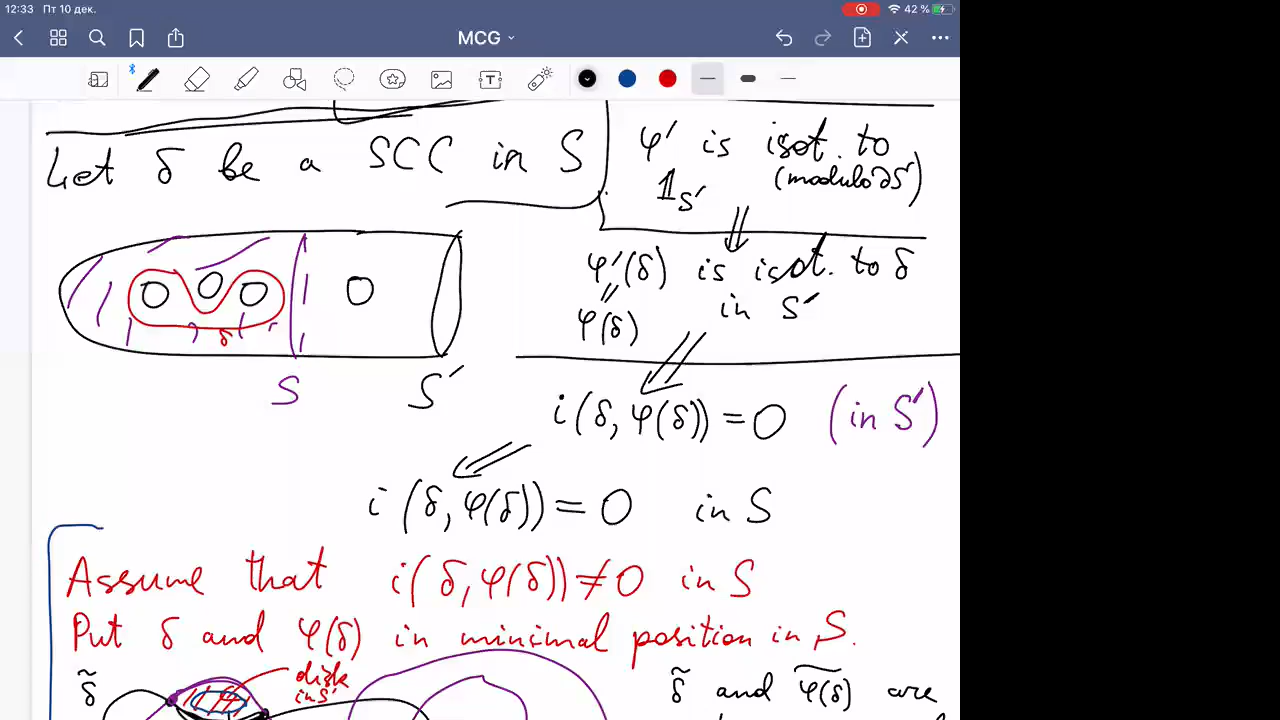 12:33 Пт 10 дек.
42 %
MCG
Let δ be a SCC in S
φ' is isot. to
1_S' (modulo ∂S')
⇓
φ'(δ) is isot. to δ
in S'
=
φ(δ)
δ
S
S'
i(δ, φ(δ)) = 0 (in S')
i(δ, φ(δ)) = 0 in S
Assume that i(δ, φ(δ)) ≠ 0 in S
Put δ and φ(δ) in minimal position in S.
disk
in S'
δ̃
δ̃ and φ(δ)̃ are